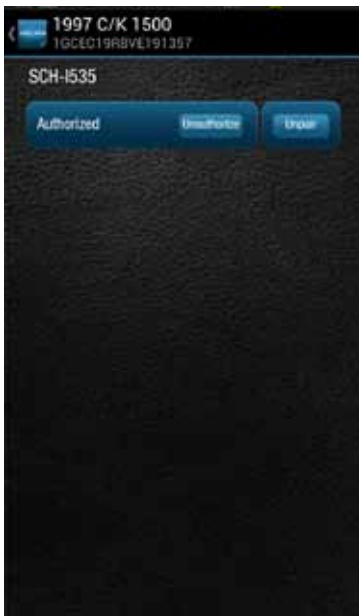 1997 C/K 1500
1GCEC19R8VE191357
SCH-I535
Authorized
Unauthorize
Unpair